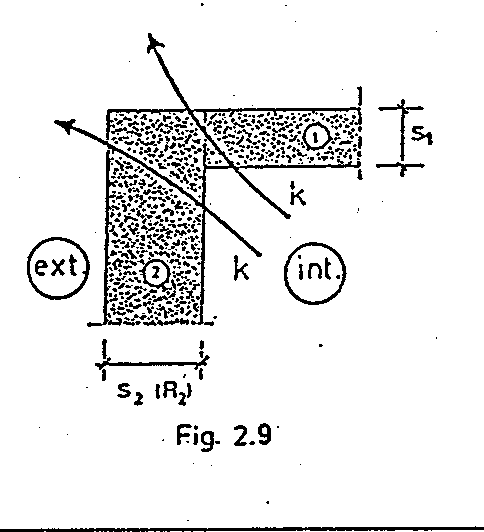 1
S₁
k
ext.
2
k
int.
S₂ (R₂)
Fig. 2.9